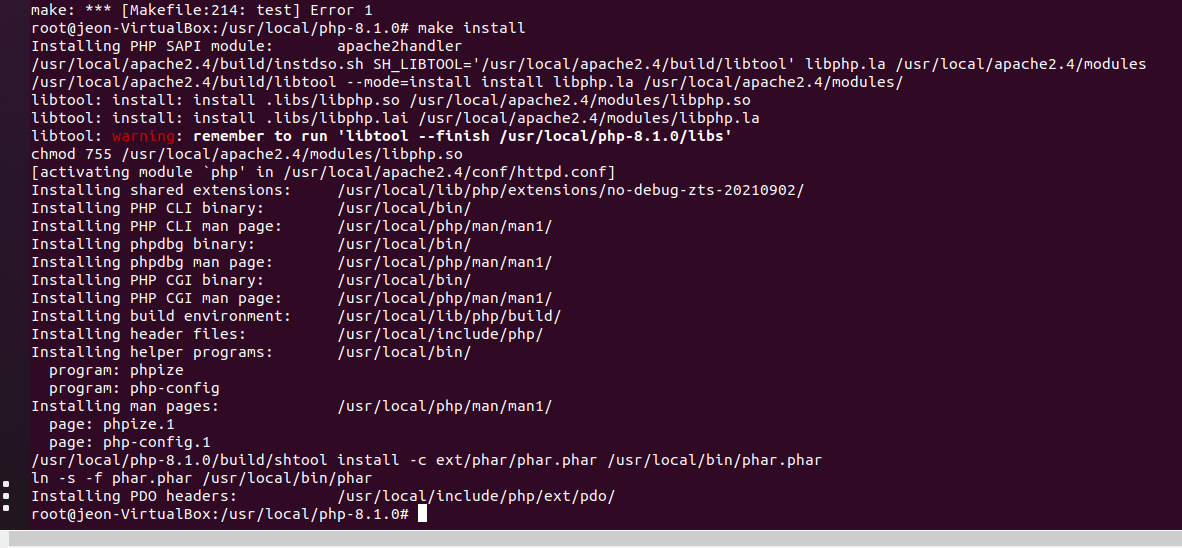 make: *** [Makefile:214: test] Error 1
root@jeon-VirtualBox:/usr/local/php-8.1.0# make install
Installing PHP SAPI module:       apache2handler
/usr/local/apache2.4/build/instdso.sh SH_LIBTOOL='/usr/local/apache2.4/build/libtool' libphp.la /usr/local/apache2.4/modules
/usr/local/apache2.4/build/libtool --mode=install install libphp.la /usr/local/apache2.4/modules/
libtool: install: install .libs/libphp.so /usr/local/apache2.4/modules/libphp.so
libtool: install: install .libs/libphp.lai /usr/local/apache2.4/modules/libphp.la
libtool: warning: remember to run 'libtool --finish /usr/local/php-8.1.0/libs'
chmod 755 /usr/local/apache2.4/modules/libphp.so
[activating module `php' in /usr/local/apache2.4/conf/httpd.conf]
Installing shared extensions:     /usr/local/lib/php/extensions/no-debug-zts-20210902/
Installing PHP CLI binary:        /usr/local/bin/
Installing PHP CLI man page:      /usr/local/php/man/man1/
Installing phpdbg binary:         /usr/local/bin/
Installing phpdbg man page:       /usr/local/php/man/man1/
Installing PHP CGI binary:        /usr/local/bin/
Installing PHP CGI man page:      /usr/local/php/man/man1/
Installing build environment:     /usr/local/lib/php/build/
Installing header files:          /usr/local/include/php/
Installing helper programs:       /usr/local/bin/
  program: phpize
  program: php-config
Installing man pages:             /usr/local/php/man/man1/
  page: phpize.1
  page: php-config.1
/usr/local/php-8.1.0/build/shtool install -c ext/phar/phar.phar /usr/local/bin/phar.phar
ln -s -f phar.phar /usr/local/bin/phar
Installing PDO headers:           /usr/local/include/php/ext/pdo/
root@jeon-VirtualBox:/usr/local/php-8.1.0#